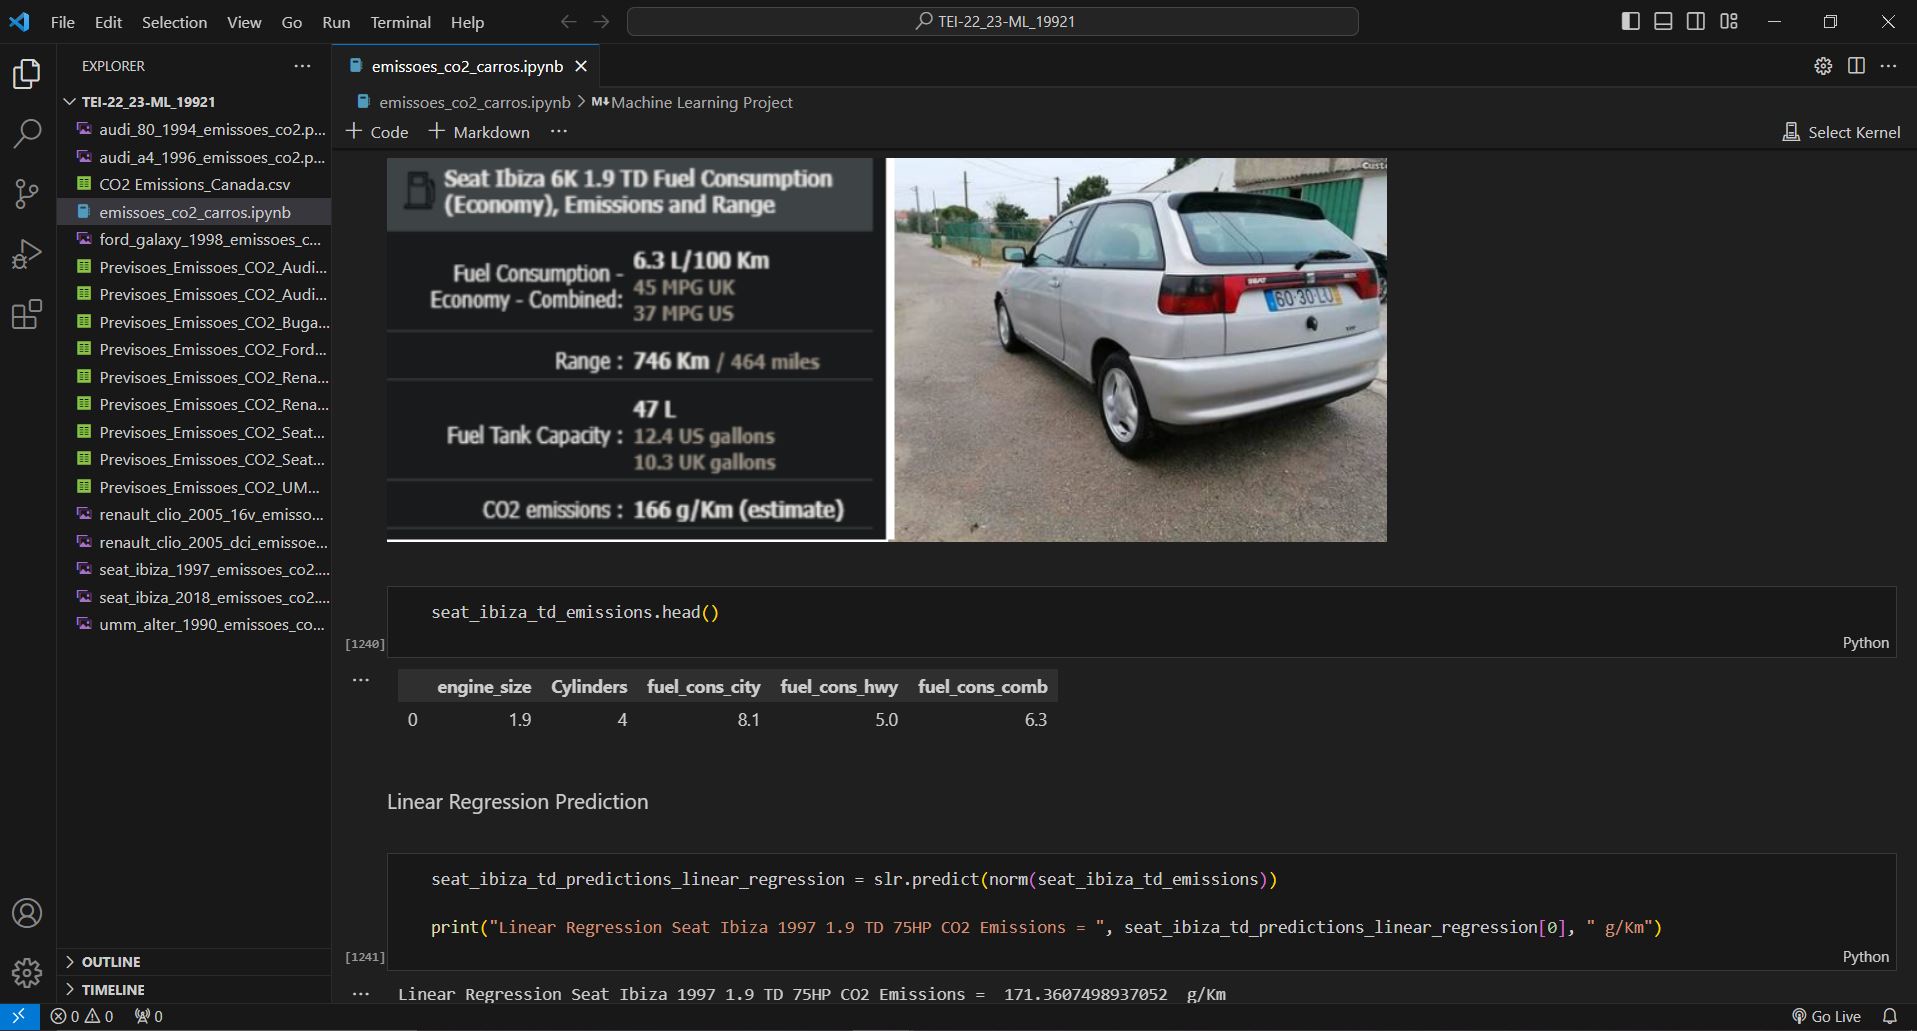 File Edit Selection View Go Run Terminal Help
TEI-22_23-ML_19921
EXPLORER
TEI-22_23-ML_19921
audi_80_1994_emissoes_co2.p...
audi_a4_1996_emissoes_co2.p...
CO2 Emissions_Canada.csv
emissoes_co2_carros.ipynb
ford_galaxy_1998_emissoes_c...
Previsoes_Emissoes_CO2_Audi...
Previsoes_Emissoes_CO2_Audi...
Previsoes_Emissoes_CO2_Buga...
Previsoes_Emissoes_CO2_Ford...
Previsoes_Emissoes_CO2_Rena...
Previsoes_Emissoes_CO2_Rena...
Previsoes_Emissoes_CO2_Seat...
Previsoes_Emissoes_CO2_Seat...
Previsoes_Emissoes_CO2_UM...
renault_clio_2005_16v_emisso...
renault_clio_2005_dci_emissoe...
seat_ibiza_1997_emissoes_co2....
seat_ibiza_2018_emissoes_co2....
umm_alter_1990_emissoes_co...
OUTLINE
TIMELINE
emissoes_co2_carros.ipynb
emissoes_co2_carros.ipynb > M↓Machine Learning Project
+ Code + Markdown ...
Select Kernel
Seat Ibiza 6K 1.9 TD Fuel Consumption
(Economy), Emissions and Range
Fuel Consumption -
Economy - Combined:
6.3 L/100 Km
45 MPG UK
37 MPG US
Range : 746 Km / 464 miles
Fuel Tank Capacity :
47 L
12.4 US gallons
10.3 UK gallons
CO2 emissions : 166 g/Km (estimate)
SEAT
60-30-LU
seat_ibiza_td_emissions.head()
[1240]
Python
engine_size Cylinders fuel_cons_city fuel_cons_hwy fuel_cons_comb
0 1.9 4 8.1 5.0 6.3
Linear Regression Prediction
seat_ibiza_td_predictions_linear_regression = slr.predict(norm(seat_ibiza_td_emissions))
print("Linear Regression Seat Ibiza 1997 1.9 TD 75HP CO2 Emissions = ", seat_ibiza_td_predictions_linear_regression[0], " g/Km")
[1241]
Python
Linear Regression Seat Ibiza 1997 1.9 TD 75HP CO2 Emissions =  171.3607498937052  g/Km
0 0 0
Go Live